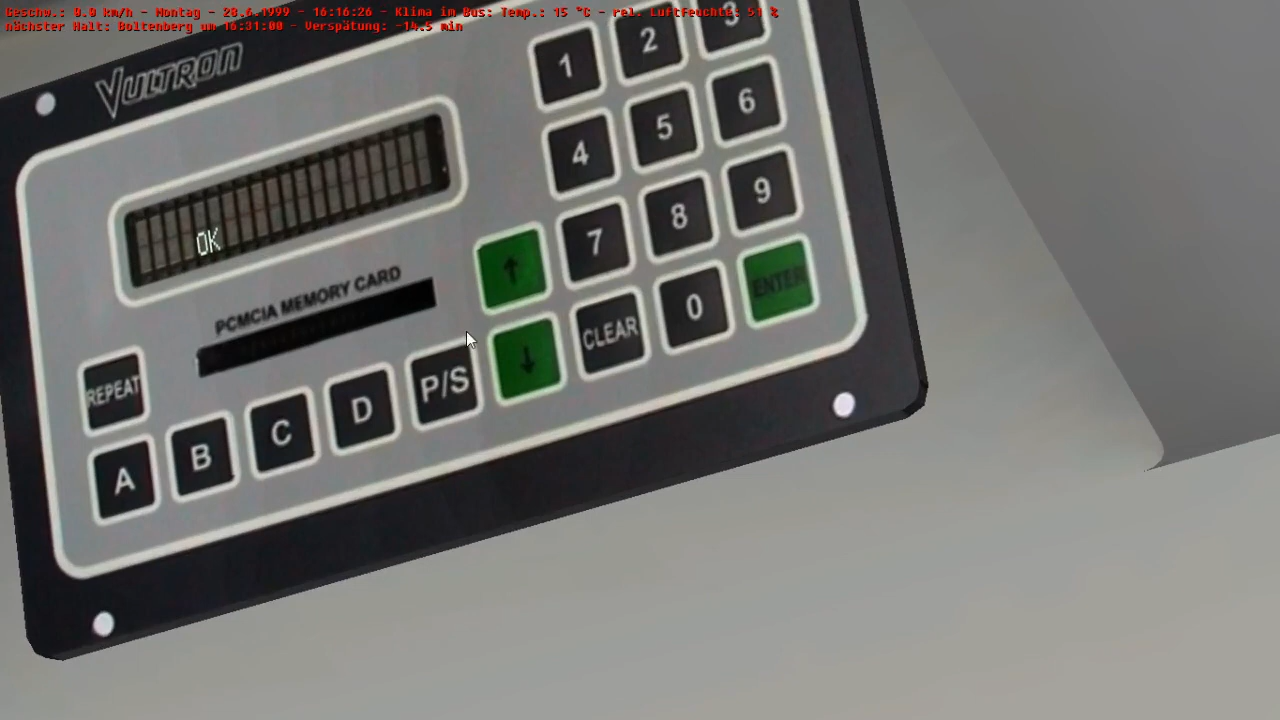 Geschw.: 0.0 km/h - Montag - 28.6.1999 - 16:16:26 - Klima im Bus: Temp.: 15 °C - rel. Luftfeuchte: 51 %
nächster Halt: Boltenberg um 16:31:00 - Verspätung: -14.5 min
VULTRON
1 2 3
4 5 6
OK
7 8 9
↑
PCMCIA MEMORY CARD
CLEAR 0 ENTER
REPEAT
↓
A B C D P/S